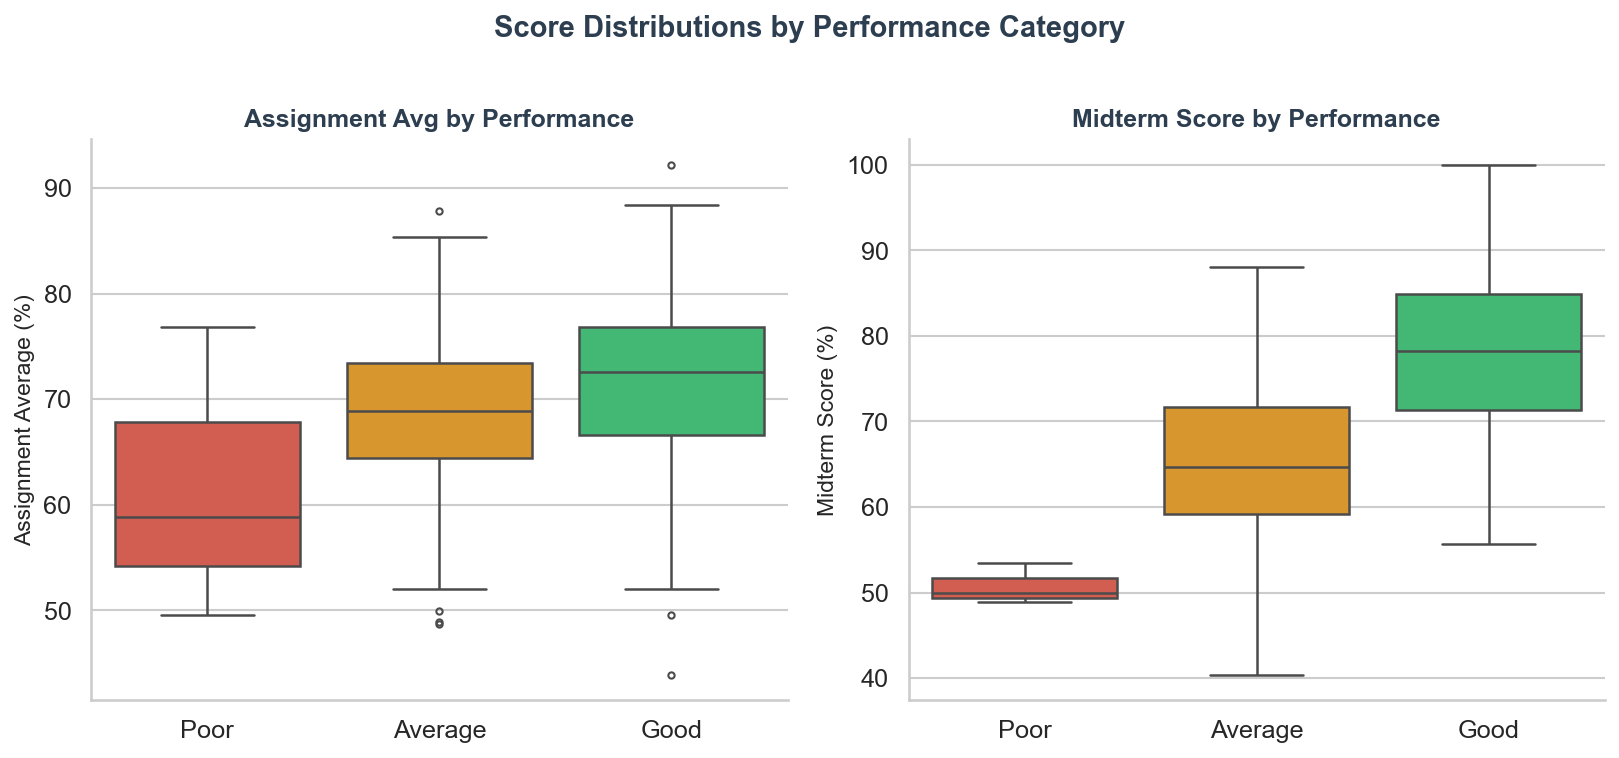 Score Distributions by Performance Category
Assignment Avg by Performance
Assignment Average (%)
90
80
70
60
50
Poor
Average
Good
Midterm Score by Performance
Midterm Score (%)
100
90
80
70
60
50
40
Poor
Average
Good